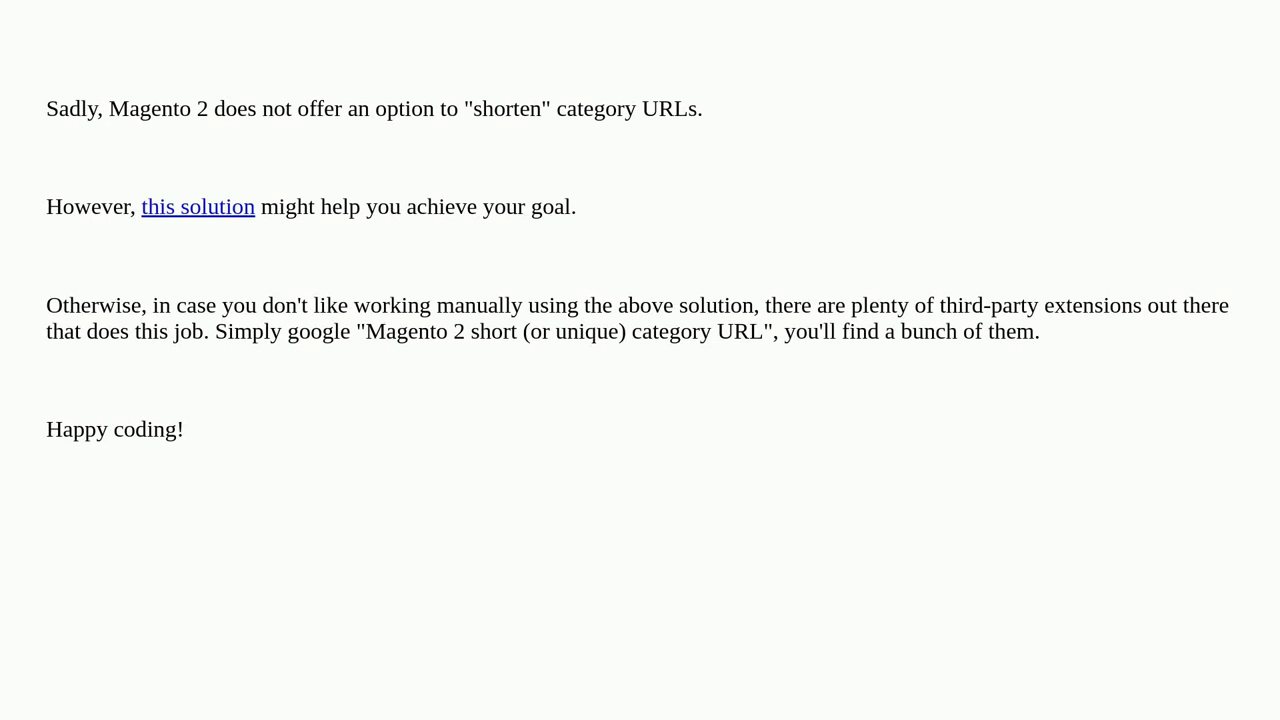 Sadly, Magento 2 does not offer an option to "shorten" category URLs.
However, this solution might help you achieve your goal.
Otherwise, in case you don't like working manually using the above solution, there are plenty of third-party extensions out there
that does this job. Simply google "Magento 2 short (or unique) category URL", you'll find a bunch of them.
Happy coding!